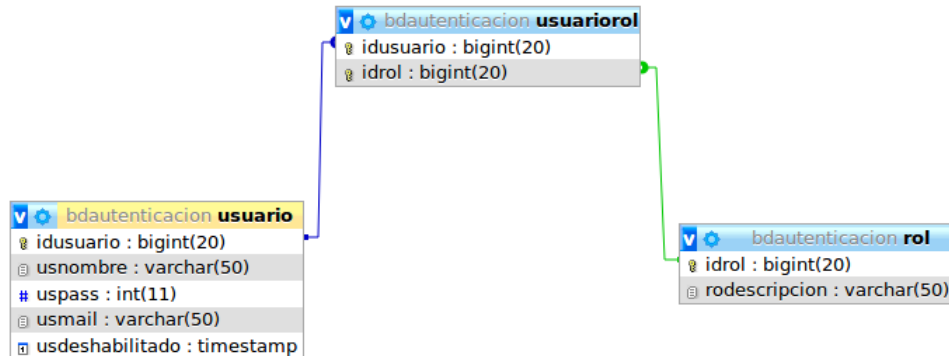 v bdautenticacion usuariorol
idusuario : bigint(20)
idrol : bigint(20)
v bdautenticacion usuario
idusuario : bigint(20)
usnombre : varchar(50)
# uspass : int(11)
usmail : varchar(50)
usdeshabilitado : timestamp
v bdautenticacion rol
idrol : bigint(20)
rodescripcion : varchar(50)